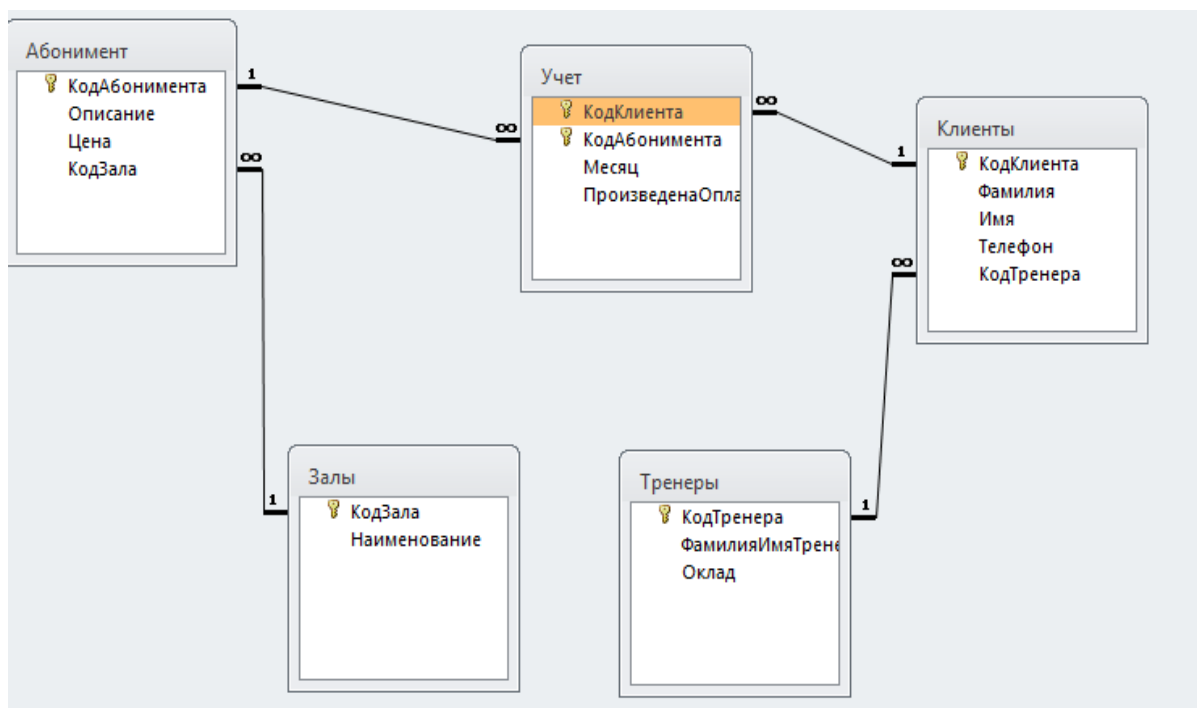 Абонимент
КодАбонимента
Описание
Цена
КодЗала
1
∞
∞
Учет
КодКлиента
КодАбонимента
Месяц
ПроизведенаОпла
∞
1
Клиенты
КодКлиента
Фамилия
Имя
Телефон
КодТренера
∞
Залы
КодЗала
Наименование
1
Тренеры
КодТренера
ФамилияИмяТрене
Оклад
1